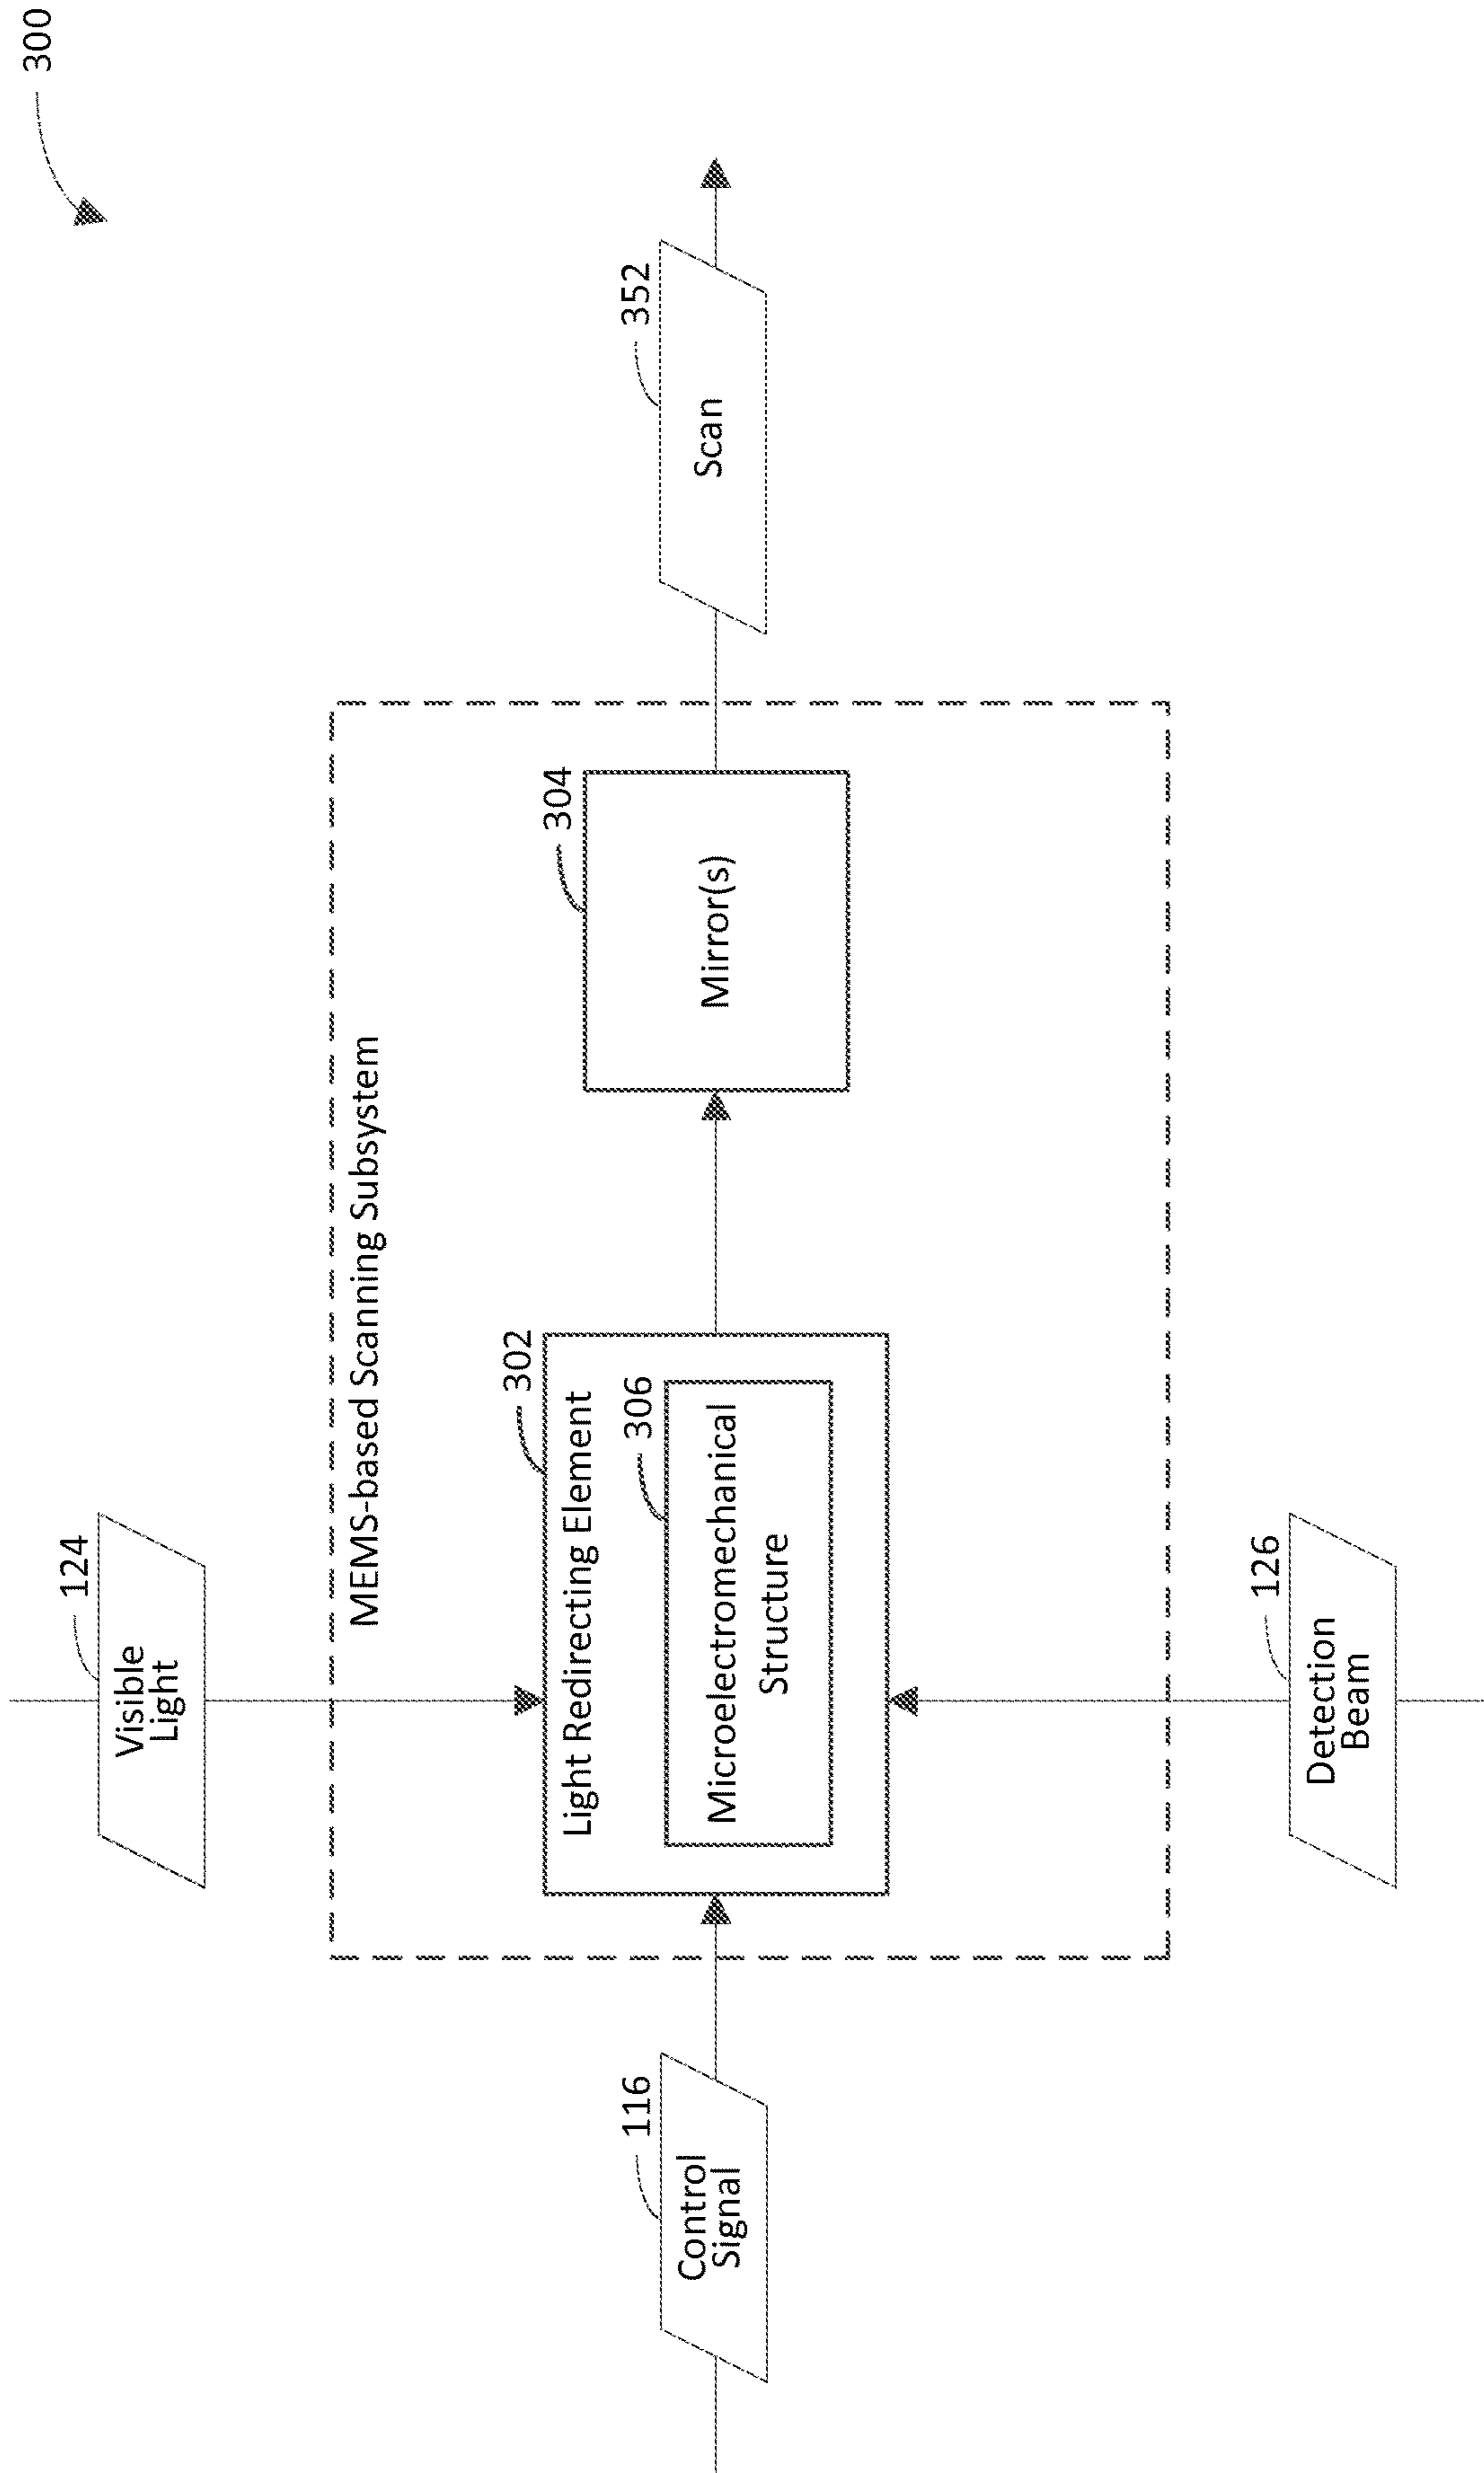 300
124
Visible
Light
MEMS-based Scanning Subsystem
116
Control
Signal
302
Light Redirecting Element
306
Microelectromechanical
Structure
304
Mirror(s)
352
Scan
126
Detection
Beam